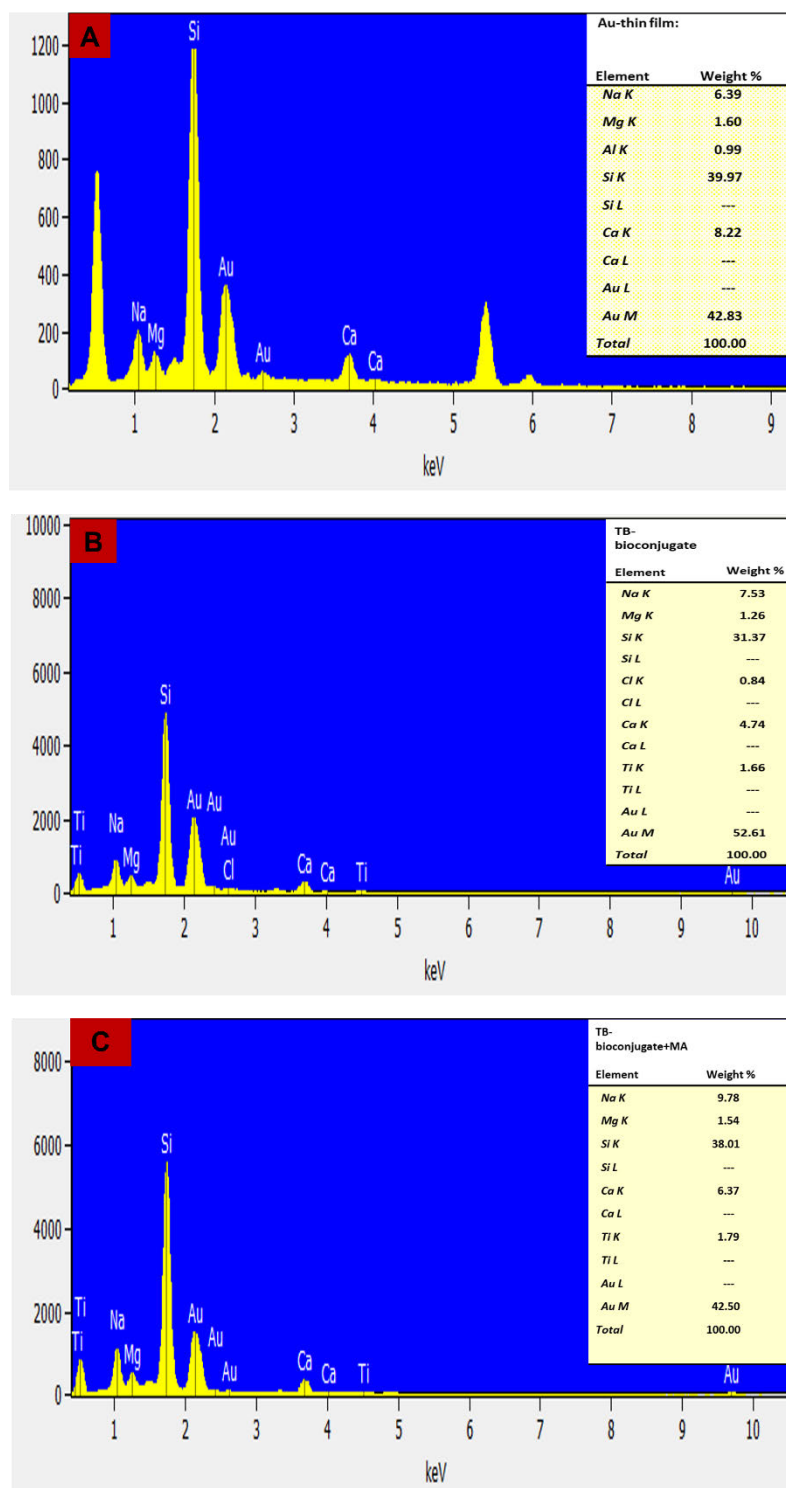 A
Au-thin film:
Element Weight %
Na K 6.39
Mg K 1.60
Al K 0.99
Si K 39.97
Si L ---
Ca K 8.22
Ca L ---
Au L ---
Au M 42.83
Total 100.00
1200
1000
800
600
400
200
0
Si
Au
Na
Mg
Au
Ca
Ca
1 2 3 4 5 6 7 8 9
keV
B
TB-
bioconjugate
Element Weight %
Na K 7.53
Mg K 1.26
Si K 31.37
Si L ---
Cl K 0.84
Cl L ---
Ca K 4.74
Ca L ---
Ti K 1.66
Ti L ---
Au L ---
Au M 52.61
Total 100.00
10000
8000
6000
4000
2000
0
Si
Au Au
Ti Na Au
Ti Mg Cl Ca Ca Ti Au
1 2 3 4 5 6 7 8 9 10
keV
C
TB-
bioconjugate+MA
Element Weight %
Na K 9.78
Mg K 1.54
Si K 38.01
Si L ---
Ca K 6.37
Ca L ---
Ti K 1.79
Ti L ---
Au L ---
Au M 42.50
Total 100.00
8000
6000
4000
2000
0
Si
Ti Na Au
Ti Mg Au
Au Ca Ca Ti Au
1 2 3 4 5 6 7 8 9 10
keV